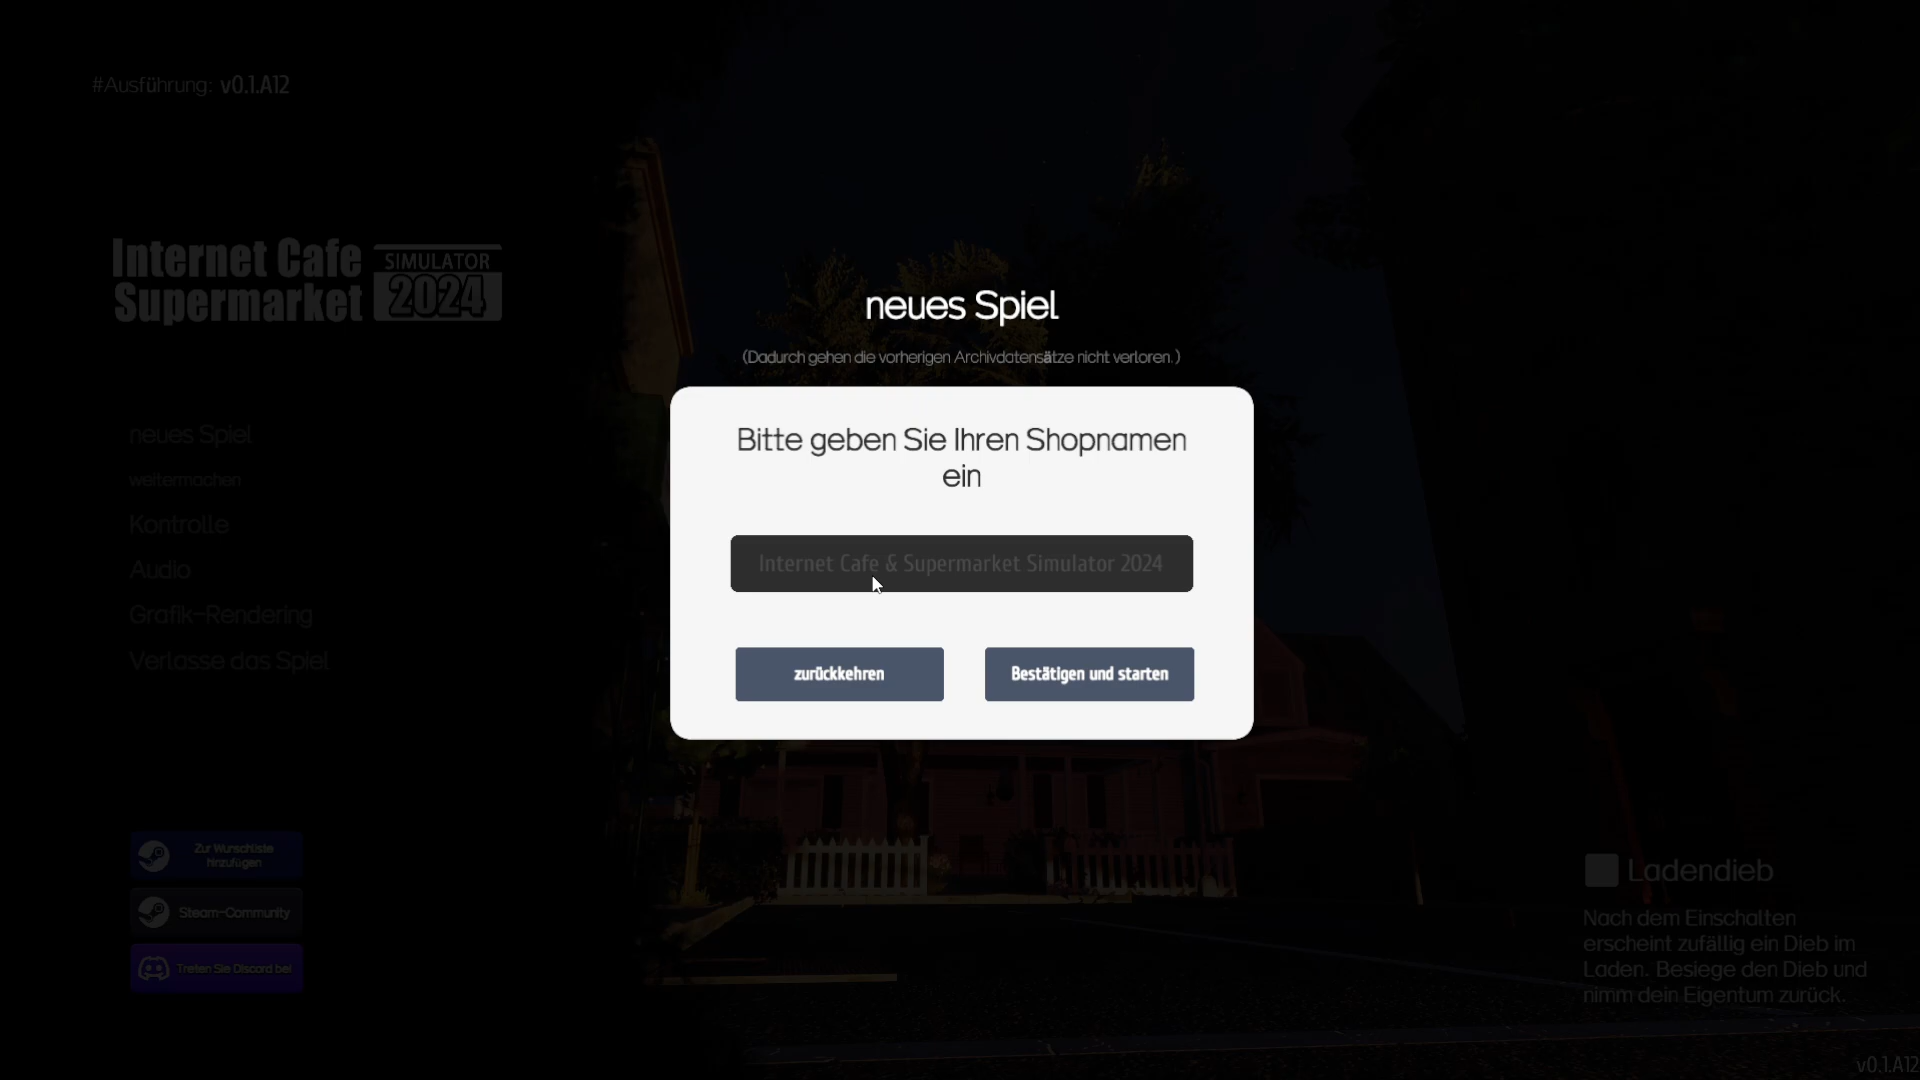 #Ausführung: v0.1.A12
Internet Cafe
Supermarket
SIMULATOR
2024
neues Spiel
(Dadurch gehen die vorherigen Archivdatensätze nicht verloren.)
Bitte geben Sie Ihren Shopnamen
ein
Internet Cafe & Supermarket Simulator 2024
zurückkehren
Bestätigen und starten
neues Spiel
weitermachen
Kontrolle
Audio
Grafik-Rendering
Verlasse das Spiel
Zur Wunschliste
hinzufügen
Steam-Community
Treten Sie Discord bei
Ladendieb
Nach dem Einschalten
erscheint zufällig ein Dieb im
Laden. Besiege den Dieb und
nimm dein Eigentum zurück.
v0.1.A12